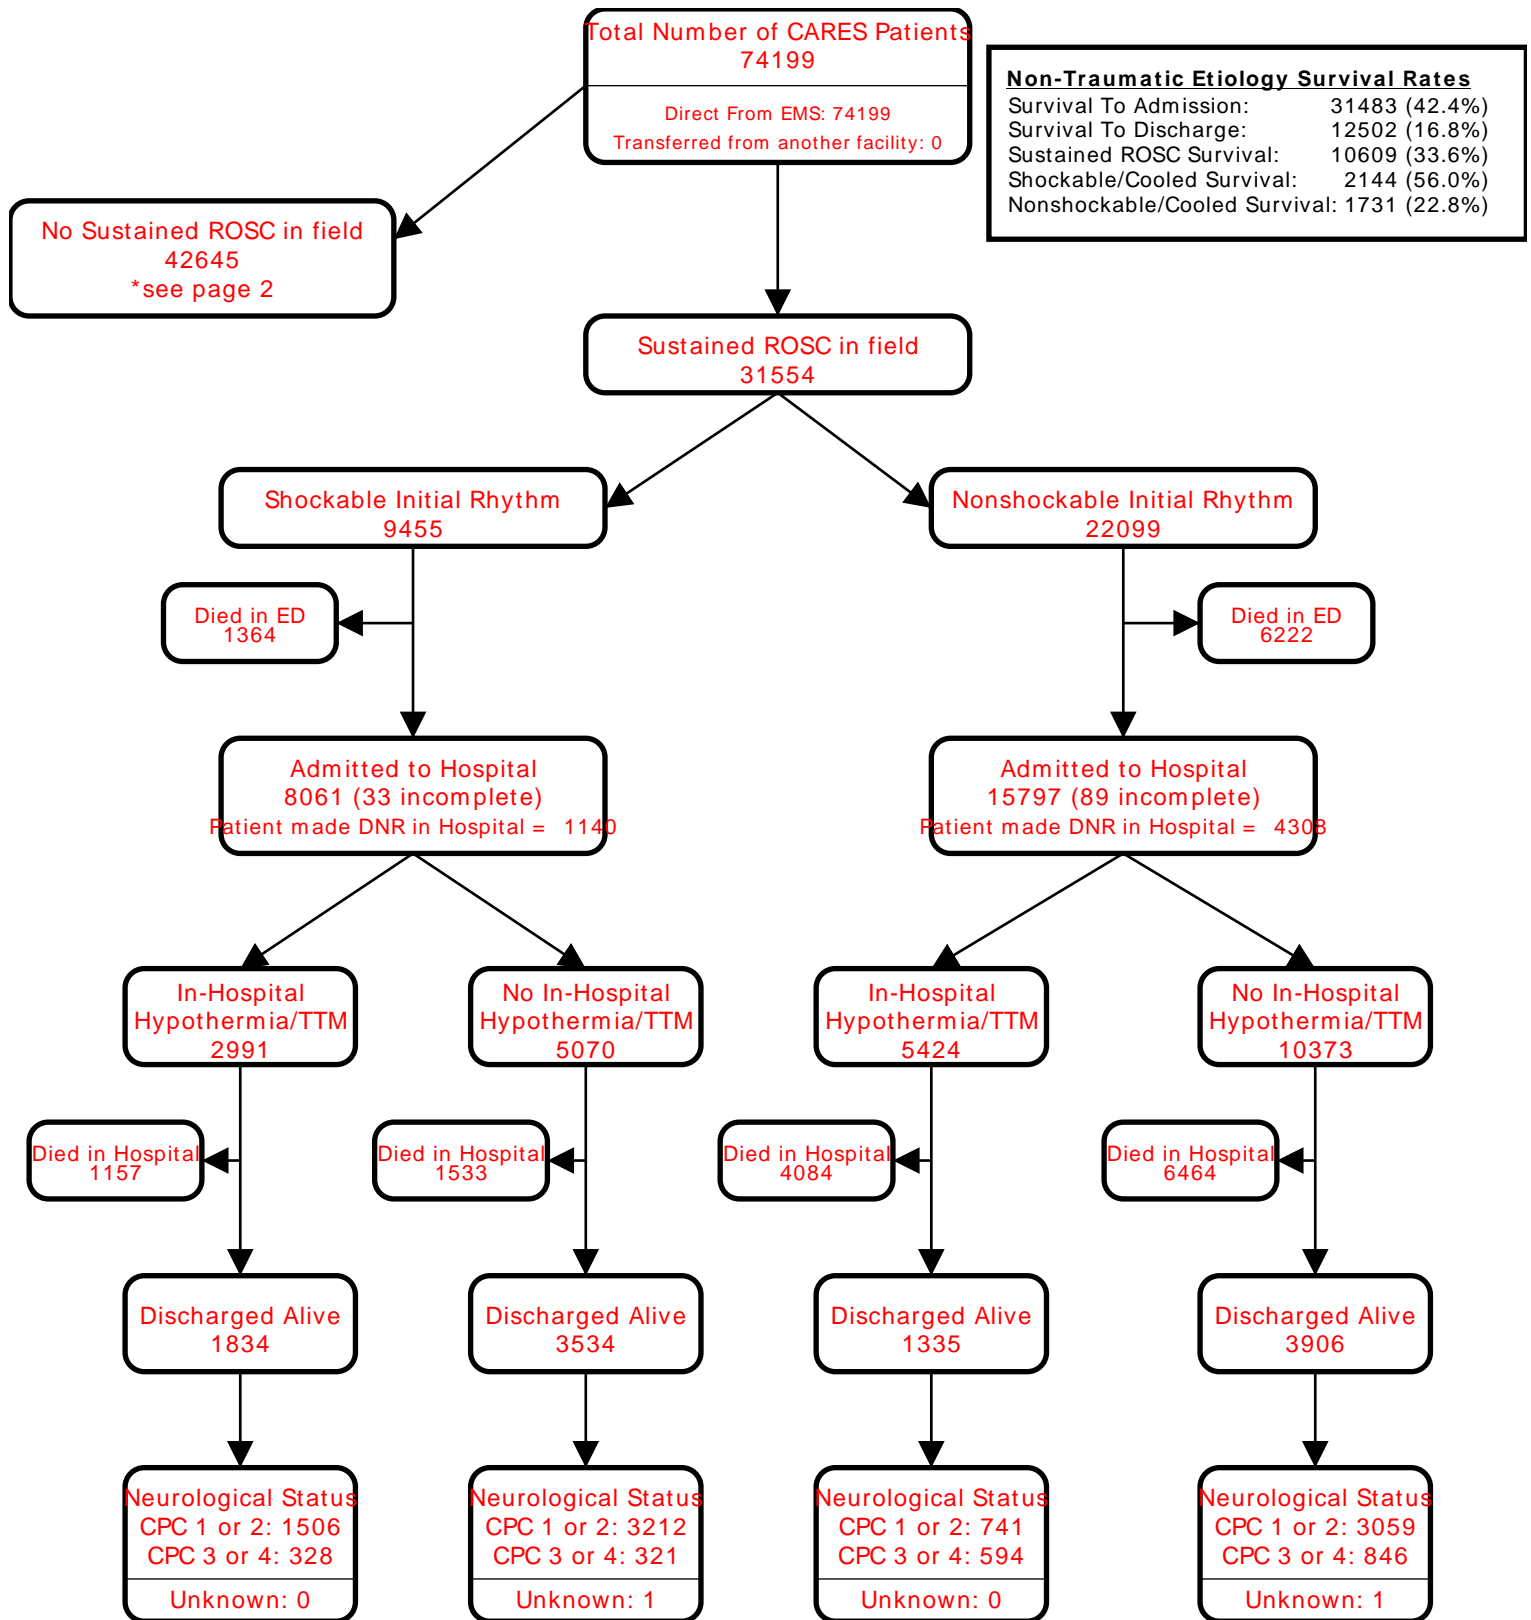 Total Number of CARES Patients
74199
Direct From EMS: 74199
Transferred from another facility: 0
Non-Traumatic Etiology Survival Rates
Survival To Admission: 31483 (42.4%)
Survival To Discharge: 12502 (16.8%)
Sustained ROSC Survival: 10609 (33.6%)
Shockable/Cooled Survival: 2144 (56.0%)
Nonshockable/Cooled Survival: 1731 (22.8%)
No Sustained ROSC in field
42645
*see page 2
Sustained ROSC in field
31554
Shockable Initial Rhythm
9455
Nonshockable Initial Rhythm
22099
Died in ED
1364
Died in ED
6222
Admitted to Hospital
8061 (33 incomplete)
Patient made DNR in Hospital = 1140
Admitted to Hospital
15797 (89 incomplete)
Patient made DNR in Hospital = 4308
In-Hospital
Hypothermia/TTM
2991
No In-Hospital
Hypothermia/TTM
5070
In-Hospital
Hypothermia/TTM
5424
No In-Hospital
Hypothermia/TTM
10373
Died in Hospital
1157
Died in Hospital
1533
Died in Hospital
4084
Died in Hospital
6464
Discharged Alive
1834
Discharged Alive
3534
Discharged Alive
1335
Discharged Alive
3906
Neurological Status
CPC 1 or 2: 1506
CPC 3 or 4: 328
Unknown: 0
Neurological Status
CPC 1 or 2: 3212
CPC 3 or 4: 321
Unknown: 1
Neurological Status
CPC 1 or 2: 741
CPC 3 or 4: 594
Unknown: 0
Neurological Status
CPC 1 or 2: 3059
CPC 3 or 4: 846
Unknown: 1